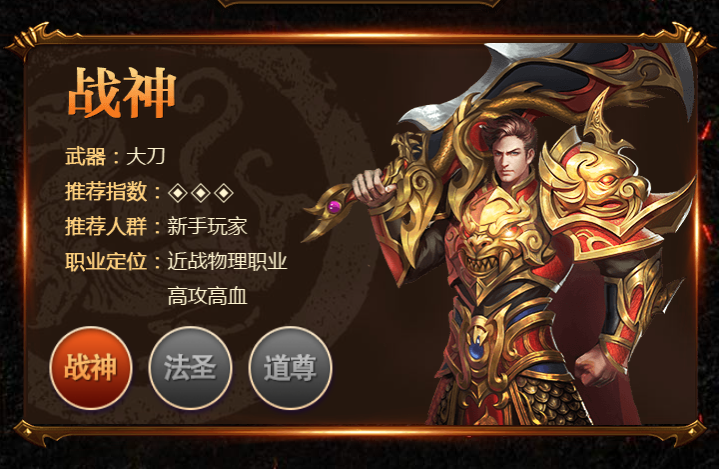 战神
武器：大刀
推荐指数：◈◈◈
推荐人群：新手玩家
职业定位：近战物理职业
高攻高血
战神
法圣
道尊